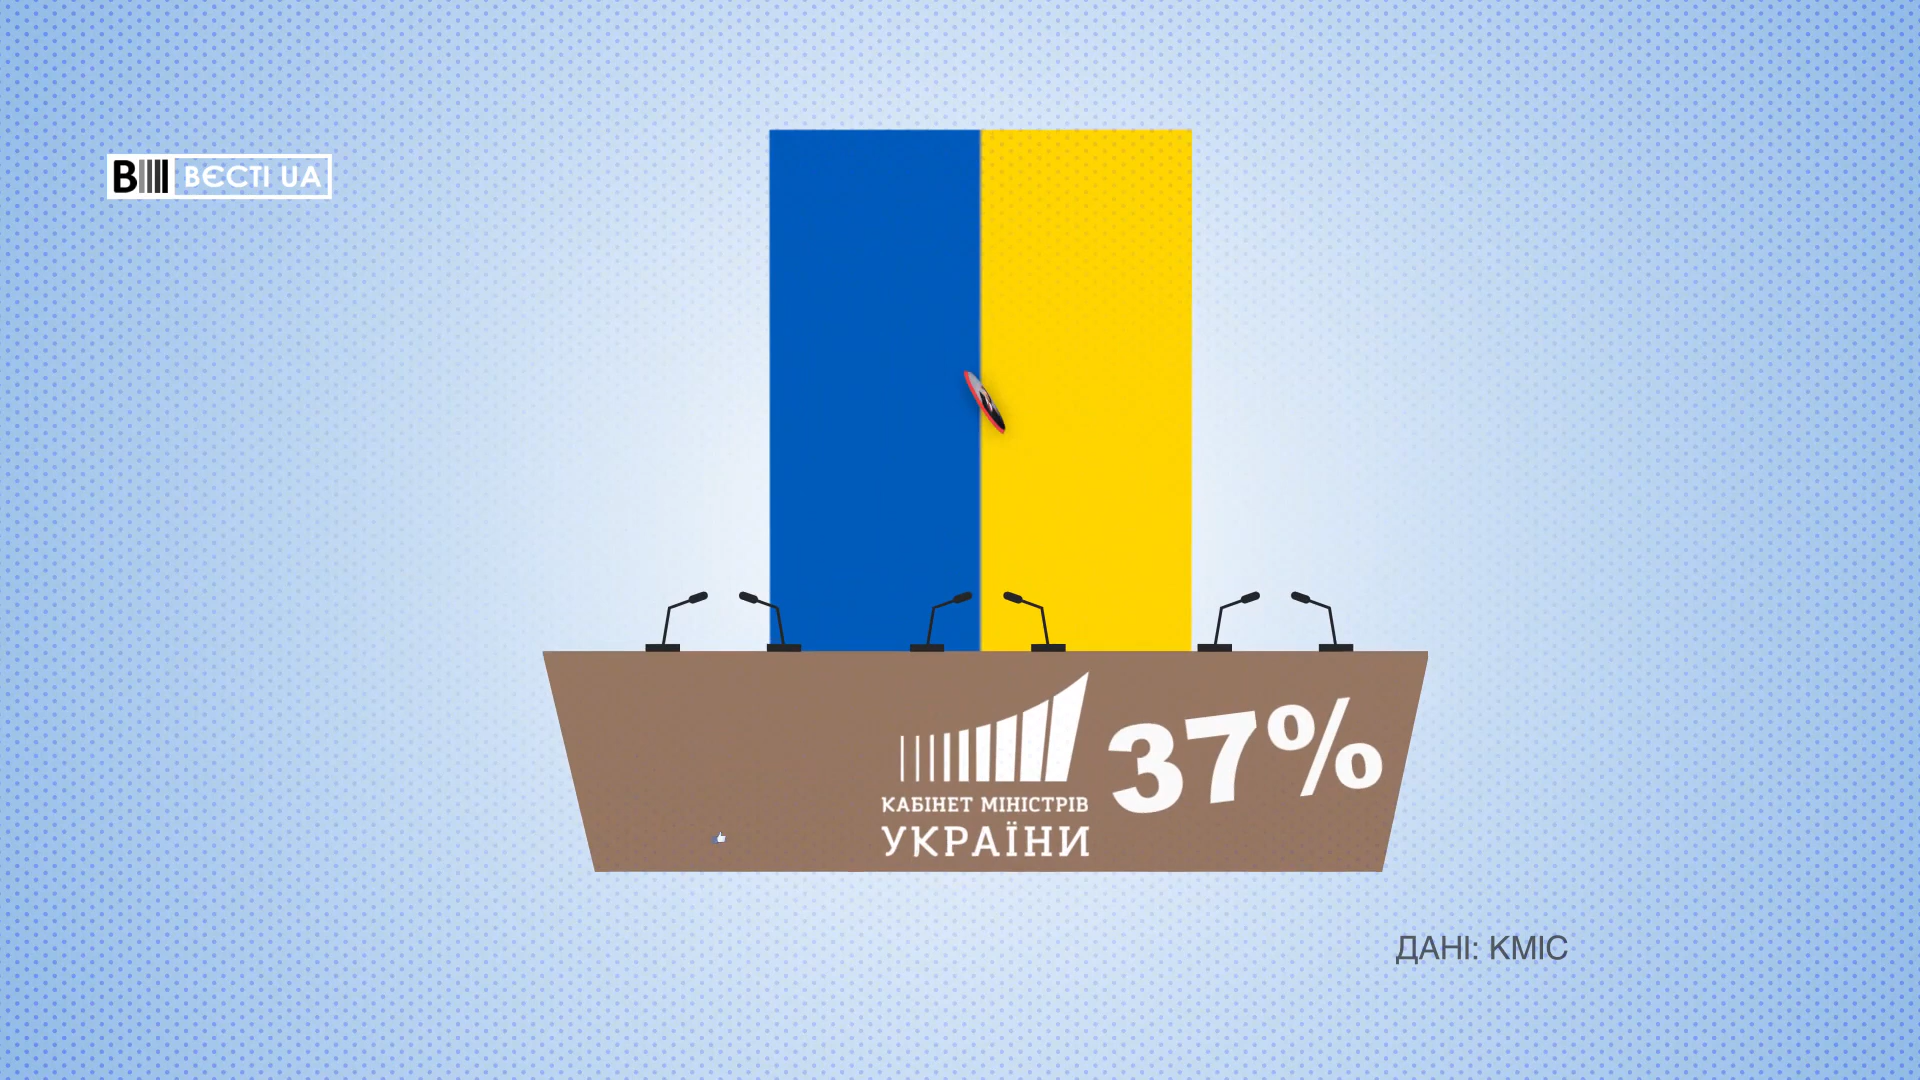 В ВЄСТІ UA
37%
КАБІНЕТ МІНІСТРІВ
УКРАЇНИ
ДАНІ: КМІС